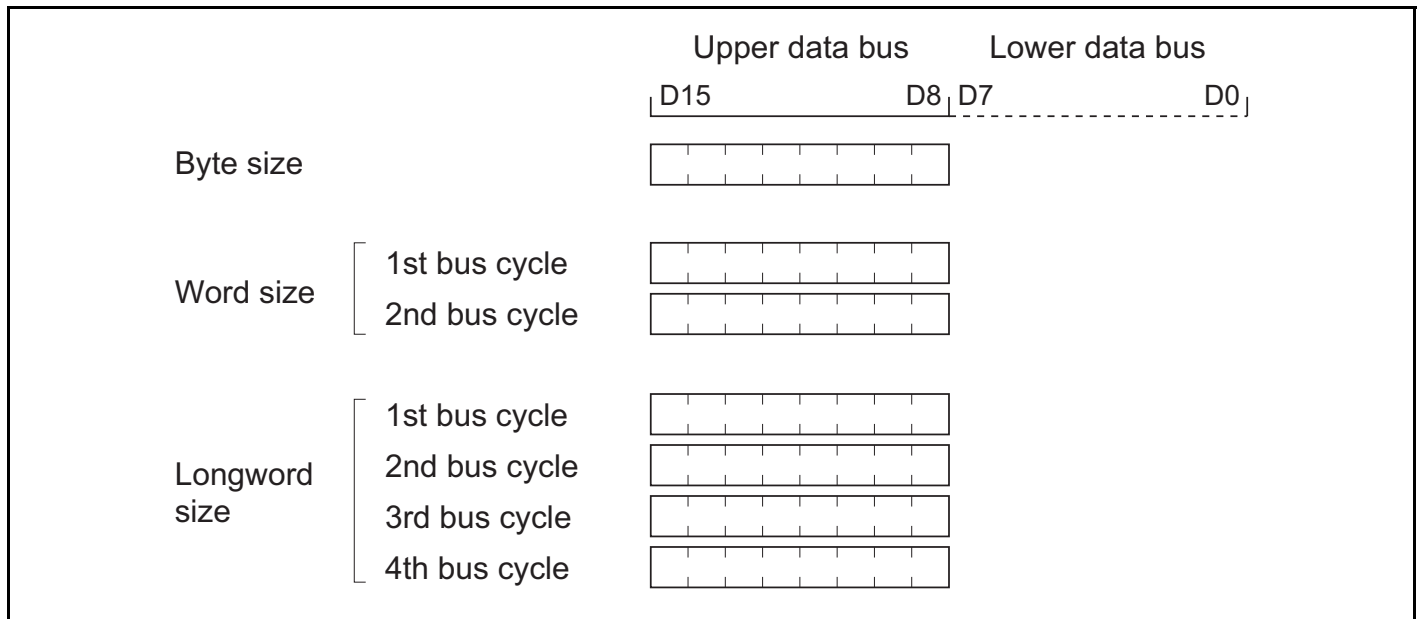 Upper data bus Lower data bus
D15 D8 D7 D0
Byte size
Word size
1st bus cycle
2nd bus cycle
Longword
size
1st bus cycle
2nd bus cycle
3rd bus cycle
4th bus cycle